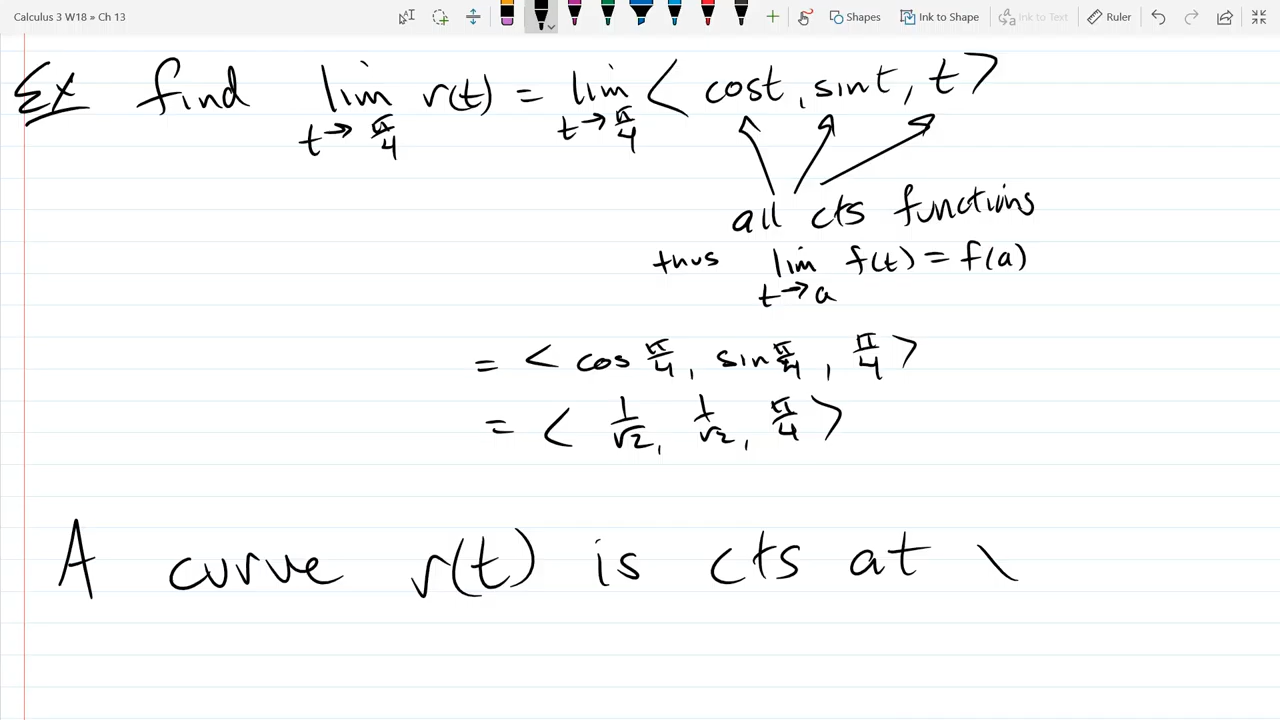 Calculus 3 W18 > Ch 13
Shapes Ink to Shape Ink to Text Ruler
Ex find lim t→π/4 r(t) = lim t→π/4 < cost, sint, t >
all cts functions
thus lim t→a f(t) = f(a)
= < cos π/4, sin π/4, π/4 >
= < 1/√2, 1/√2, π/4 >
A curve r(t) is cts at